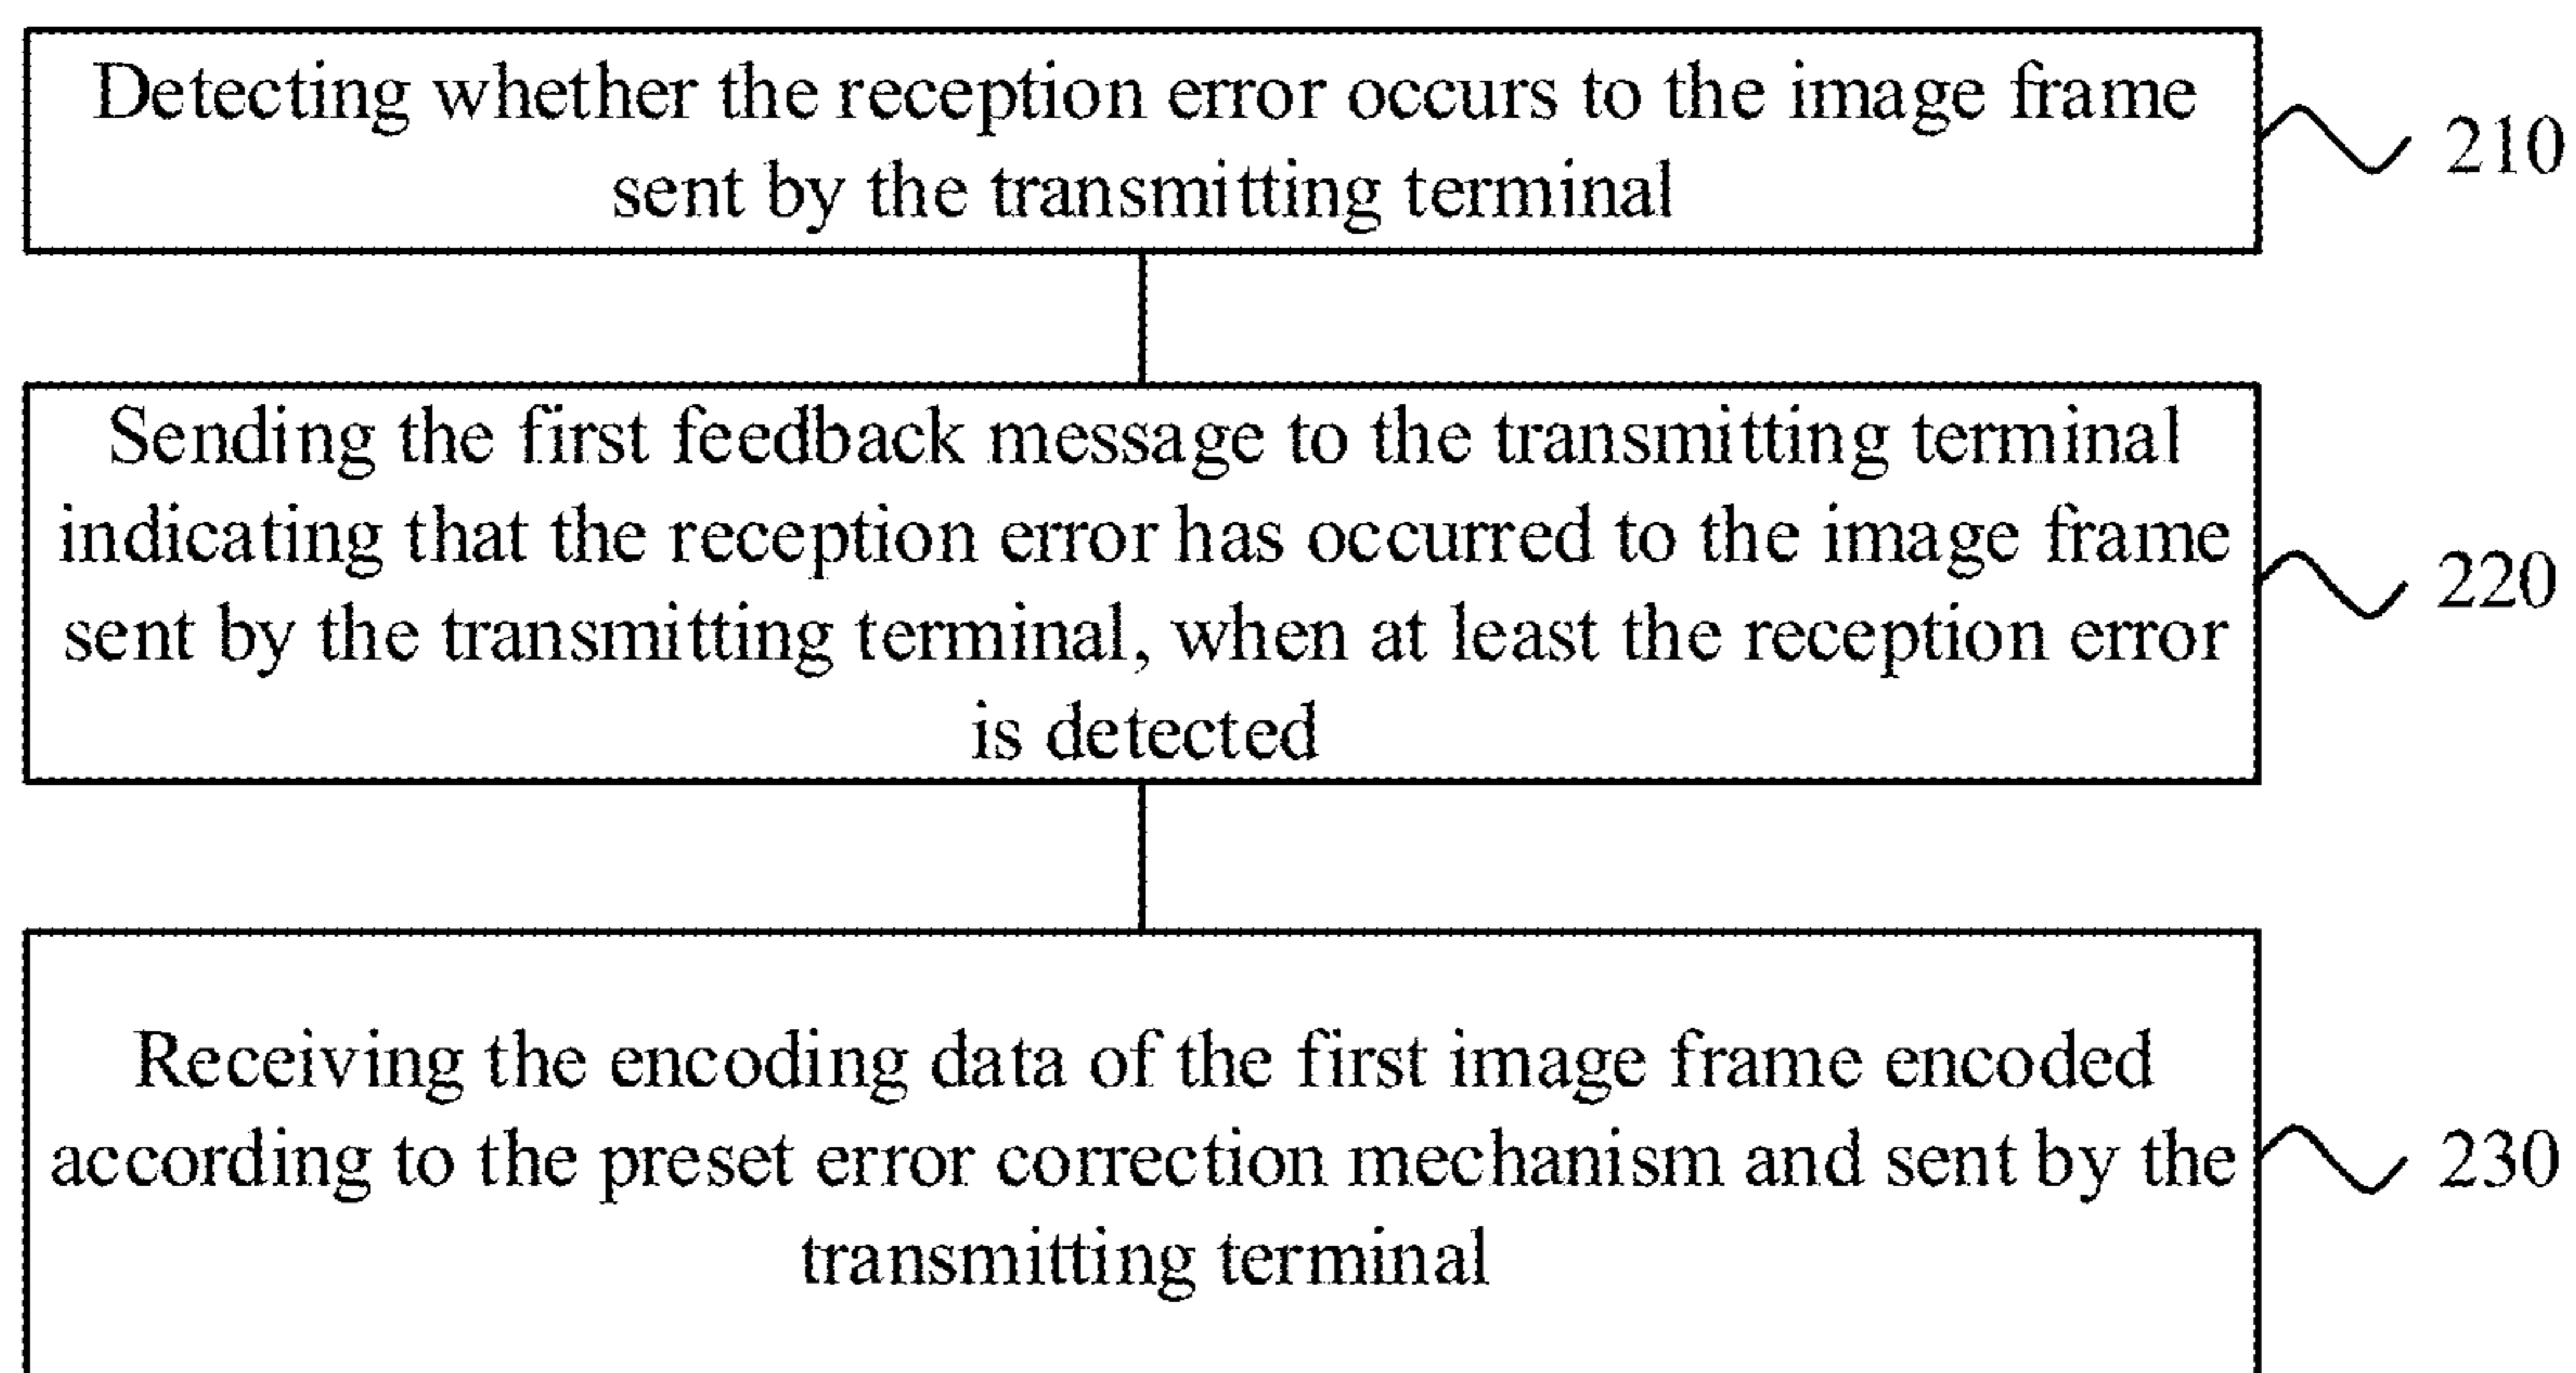 Detecting whether the reception error occurs to the image frame
sent by the transmitting terminal
210
Sending the first feedback message to the transmitting terminal
indicating that the reception error has occurred to the image frame
sent by the transmitting terminal, when at least the reception error
is detected
220
Receiving the encoding data of the first image frame encoded
according to the preset error correction mechanism and sent by the
transmitting terminal
230